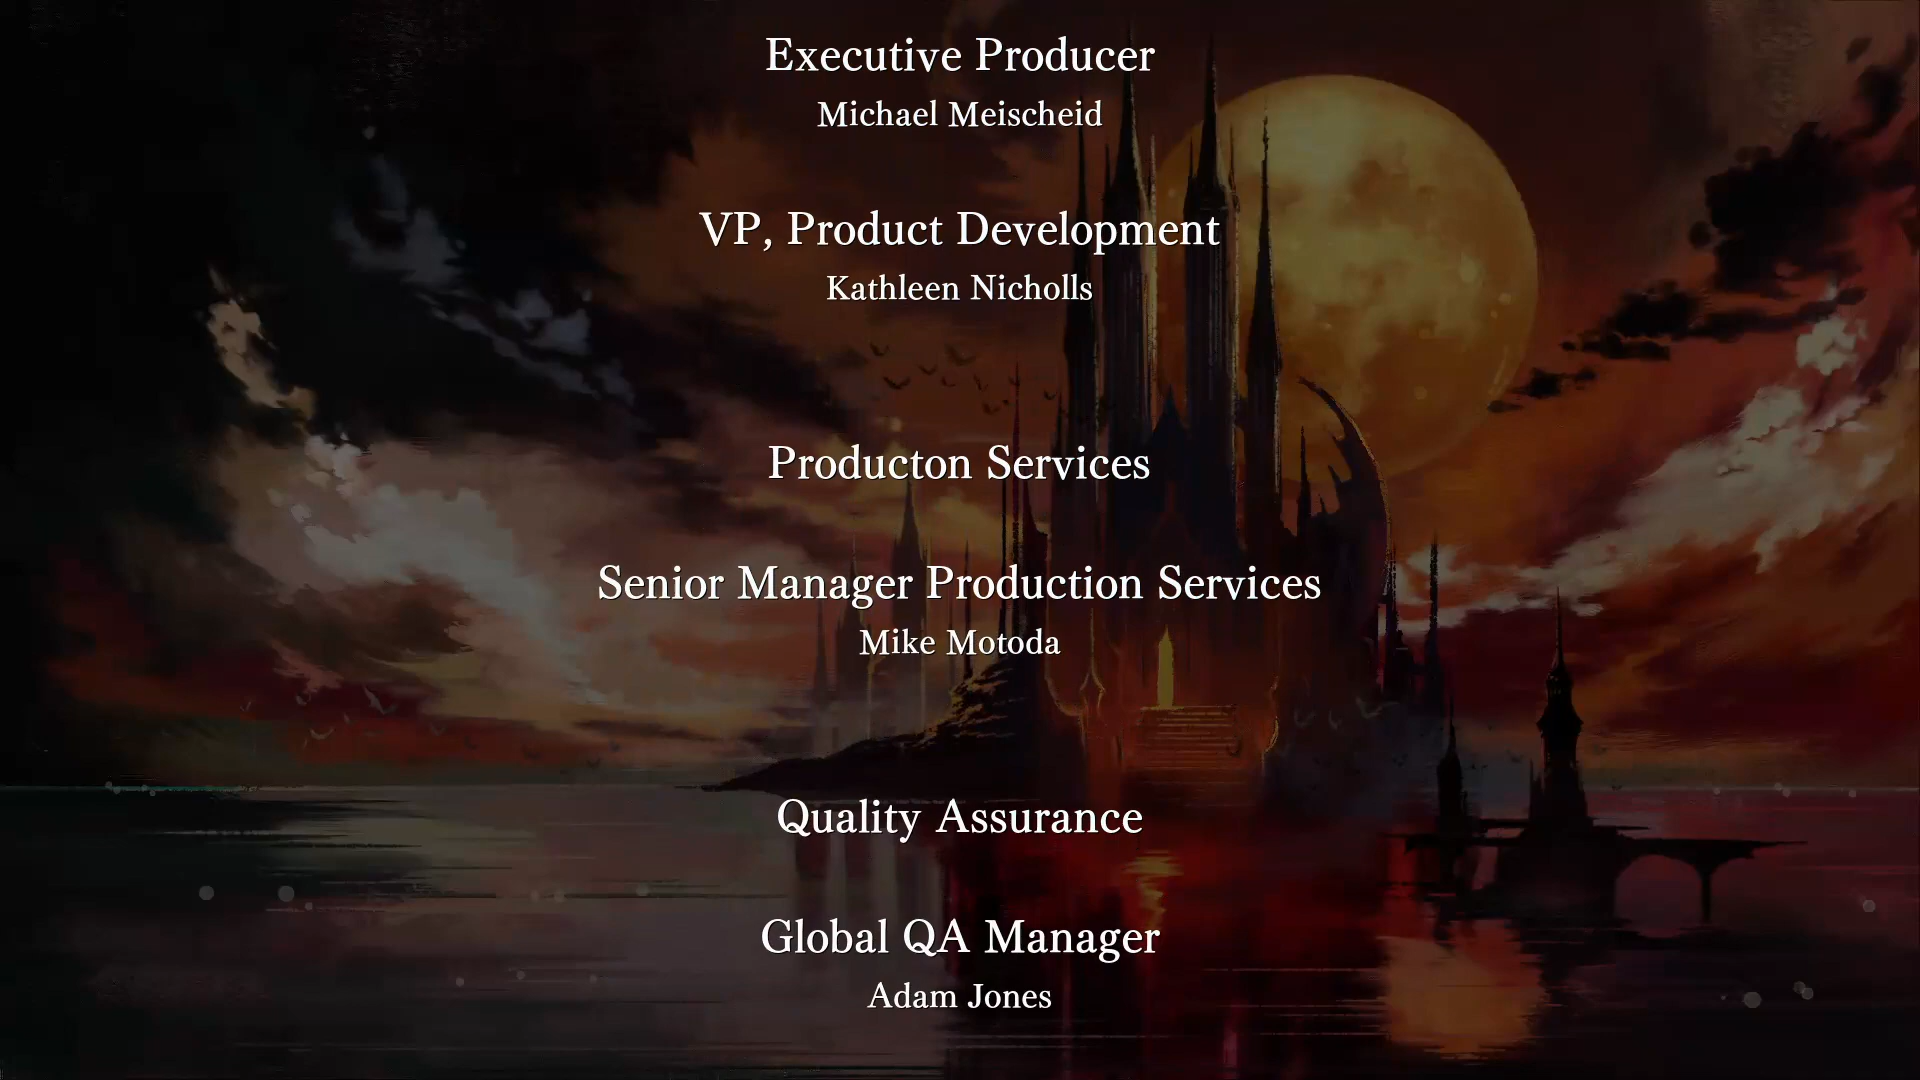 Executive Producer
Michael Meischeid
VP, Product Development
Kathleen Nicholls
Producton Services
Senior Manager Production Services
Mike Motoda
Quality Assurance
Global QA Manager
Adam Jones